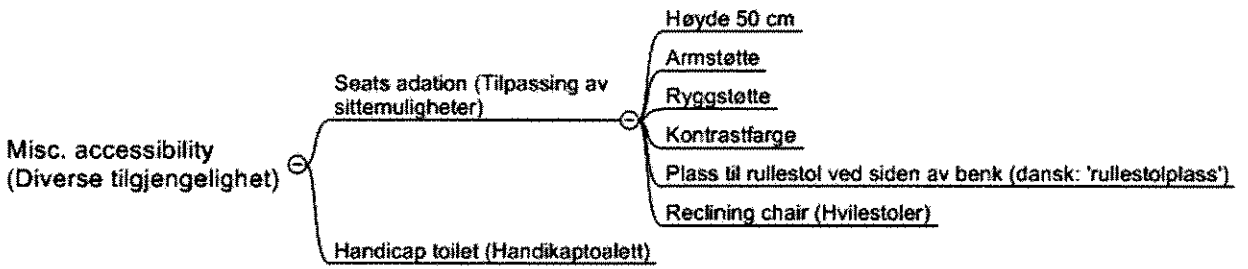 Høyde 50 cm
Armstøtte
Seats adation (Tilpassing av
sittemuligheter)
Ryggstøtte
Kontrastfarge
Misc. accessibility
(Diverse tilgjengelighet)
Plass til rullestol ved siden av benk (dansk: 'rullestolplass')
Reclining chair (Hvilestoler)
Handicap toilet (Handikaptoalett)